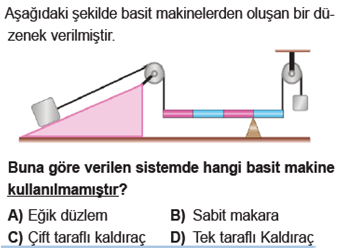 Aşağıdaki şekilde basit makinelerden oluşan bir dü-
zenek verilmiştir.
Buna göre verilen sistemde hangi basit makine
kullanılmamıştır?
A) Eğik düzlem B) Sabit makara
C) Çift taraflı kaldıraç D) Tek taraflı Kaldıraç